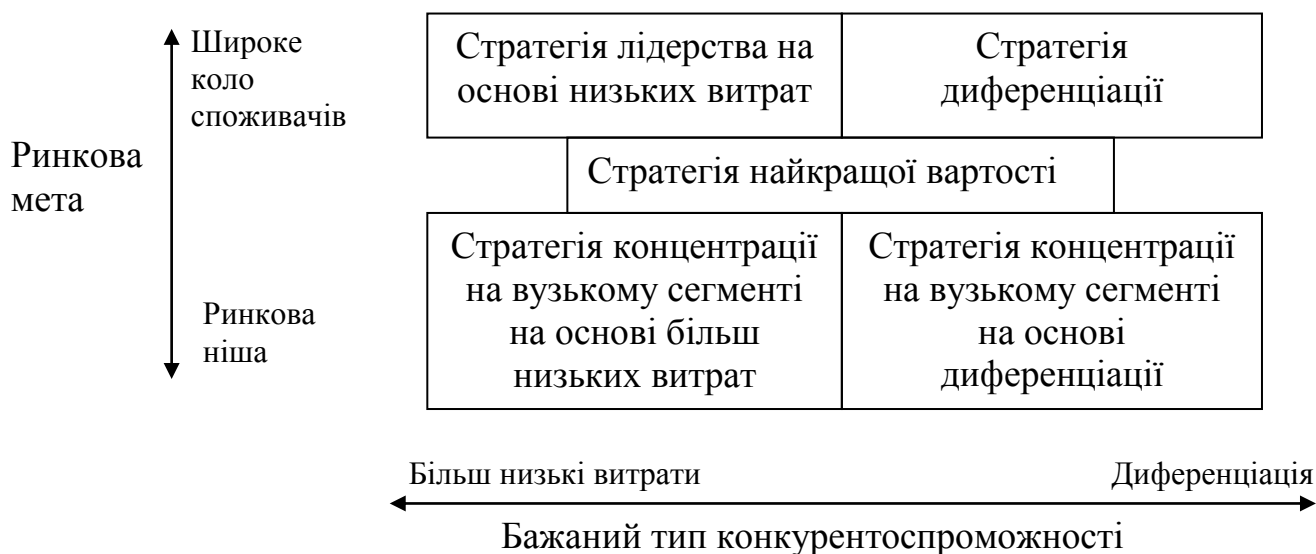 Широке
коло
споживачів
Ринкова
мета
Ринкова
ніша
Стратегія лідерства на
основі низьких витрат
Стратегія
диференціації
Стратегія найкращої вартості
Стратегія концентрації
на вузькому сегменті
на основі більш
низьких витрат
Стратегія концентрації
на вузькому сегменті
на основі
диференціації
Більш низькі витрати
Диференціація
Бажаний тип конкурентоспроможності